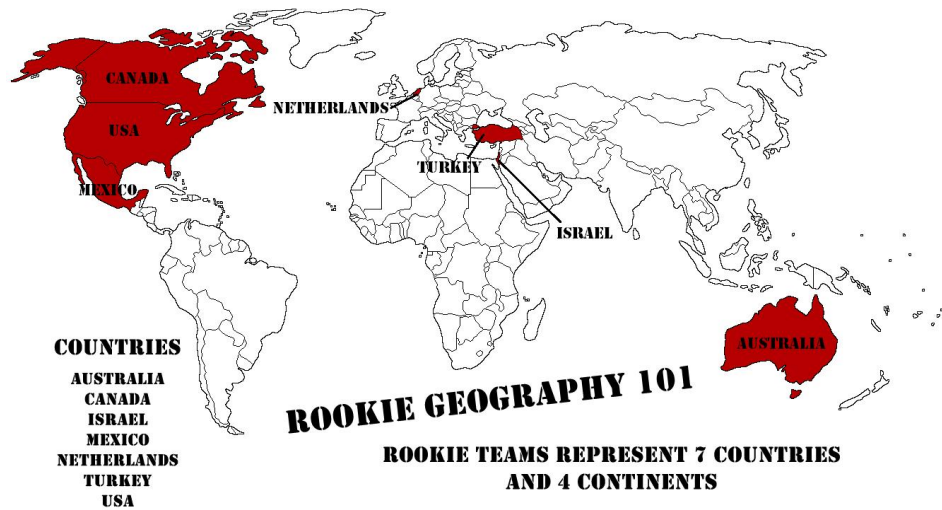 CANADA
USA
MEXICO
NETHERLANDS
TURKEY
ISRAEL
AUSTRALIA
COUNTRIES
AUSTRALIA
CANADA
ISRAEL
MEXICO
NETHERLANDS
TURKEY
USA
ROOKIE GEOGRAPHY 101
ROOKIE TEAMS REPRESENT 7 COUNTRIES
AND 4 CONTINENTS